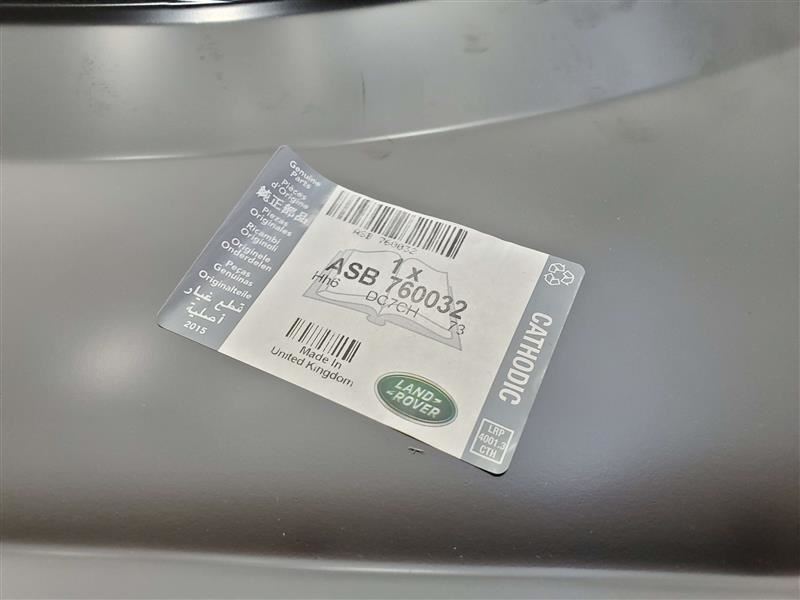 Genuine
Parts
Pièces
d'Origine
純正部品
Piezas
Originales
Ricambi
Originali
Originele
Onderdelen
Peças
Genuínas
Originalteile
قطع غيار
أصلية
2015
ASB 760032
1 x
ASB 760032
Hh6
73
Made In
United Kingdom
LAND
ROVER
CATHODIC
LRP
4001.3
CTH